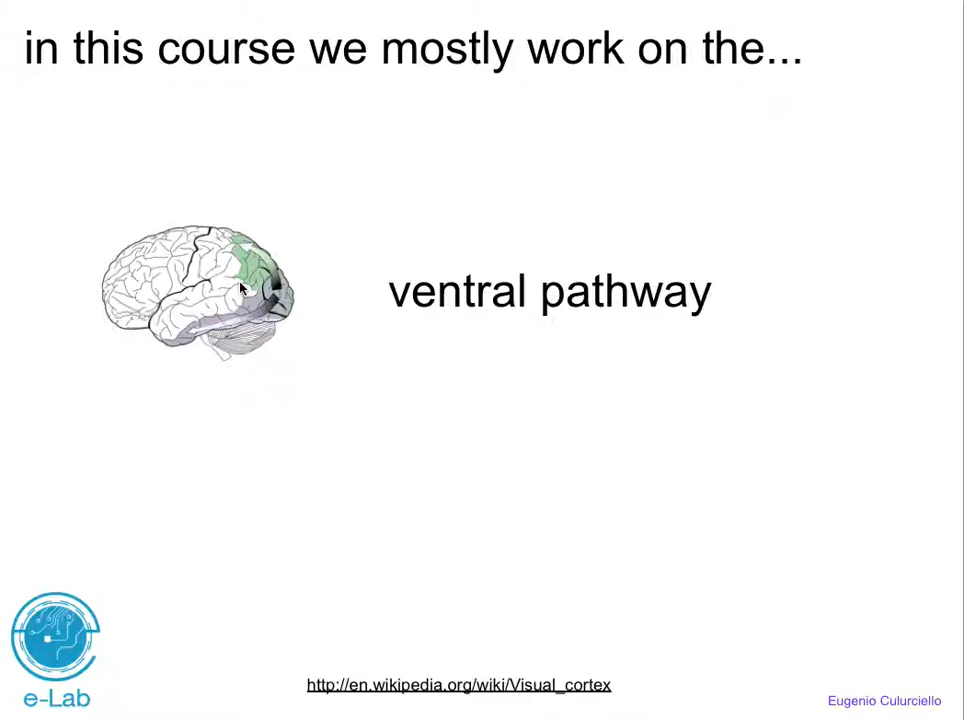 in this course we mostly work on the...
ventral pathway
http://en.wikipedia.org/wiki/Visual_cortex
e-Lab
Eugenio Culurciello